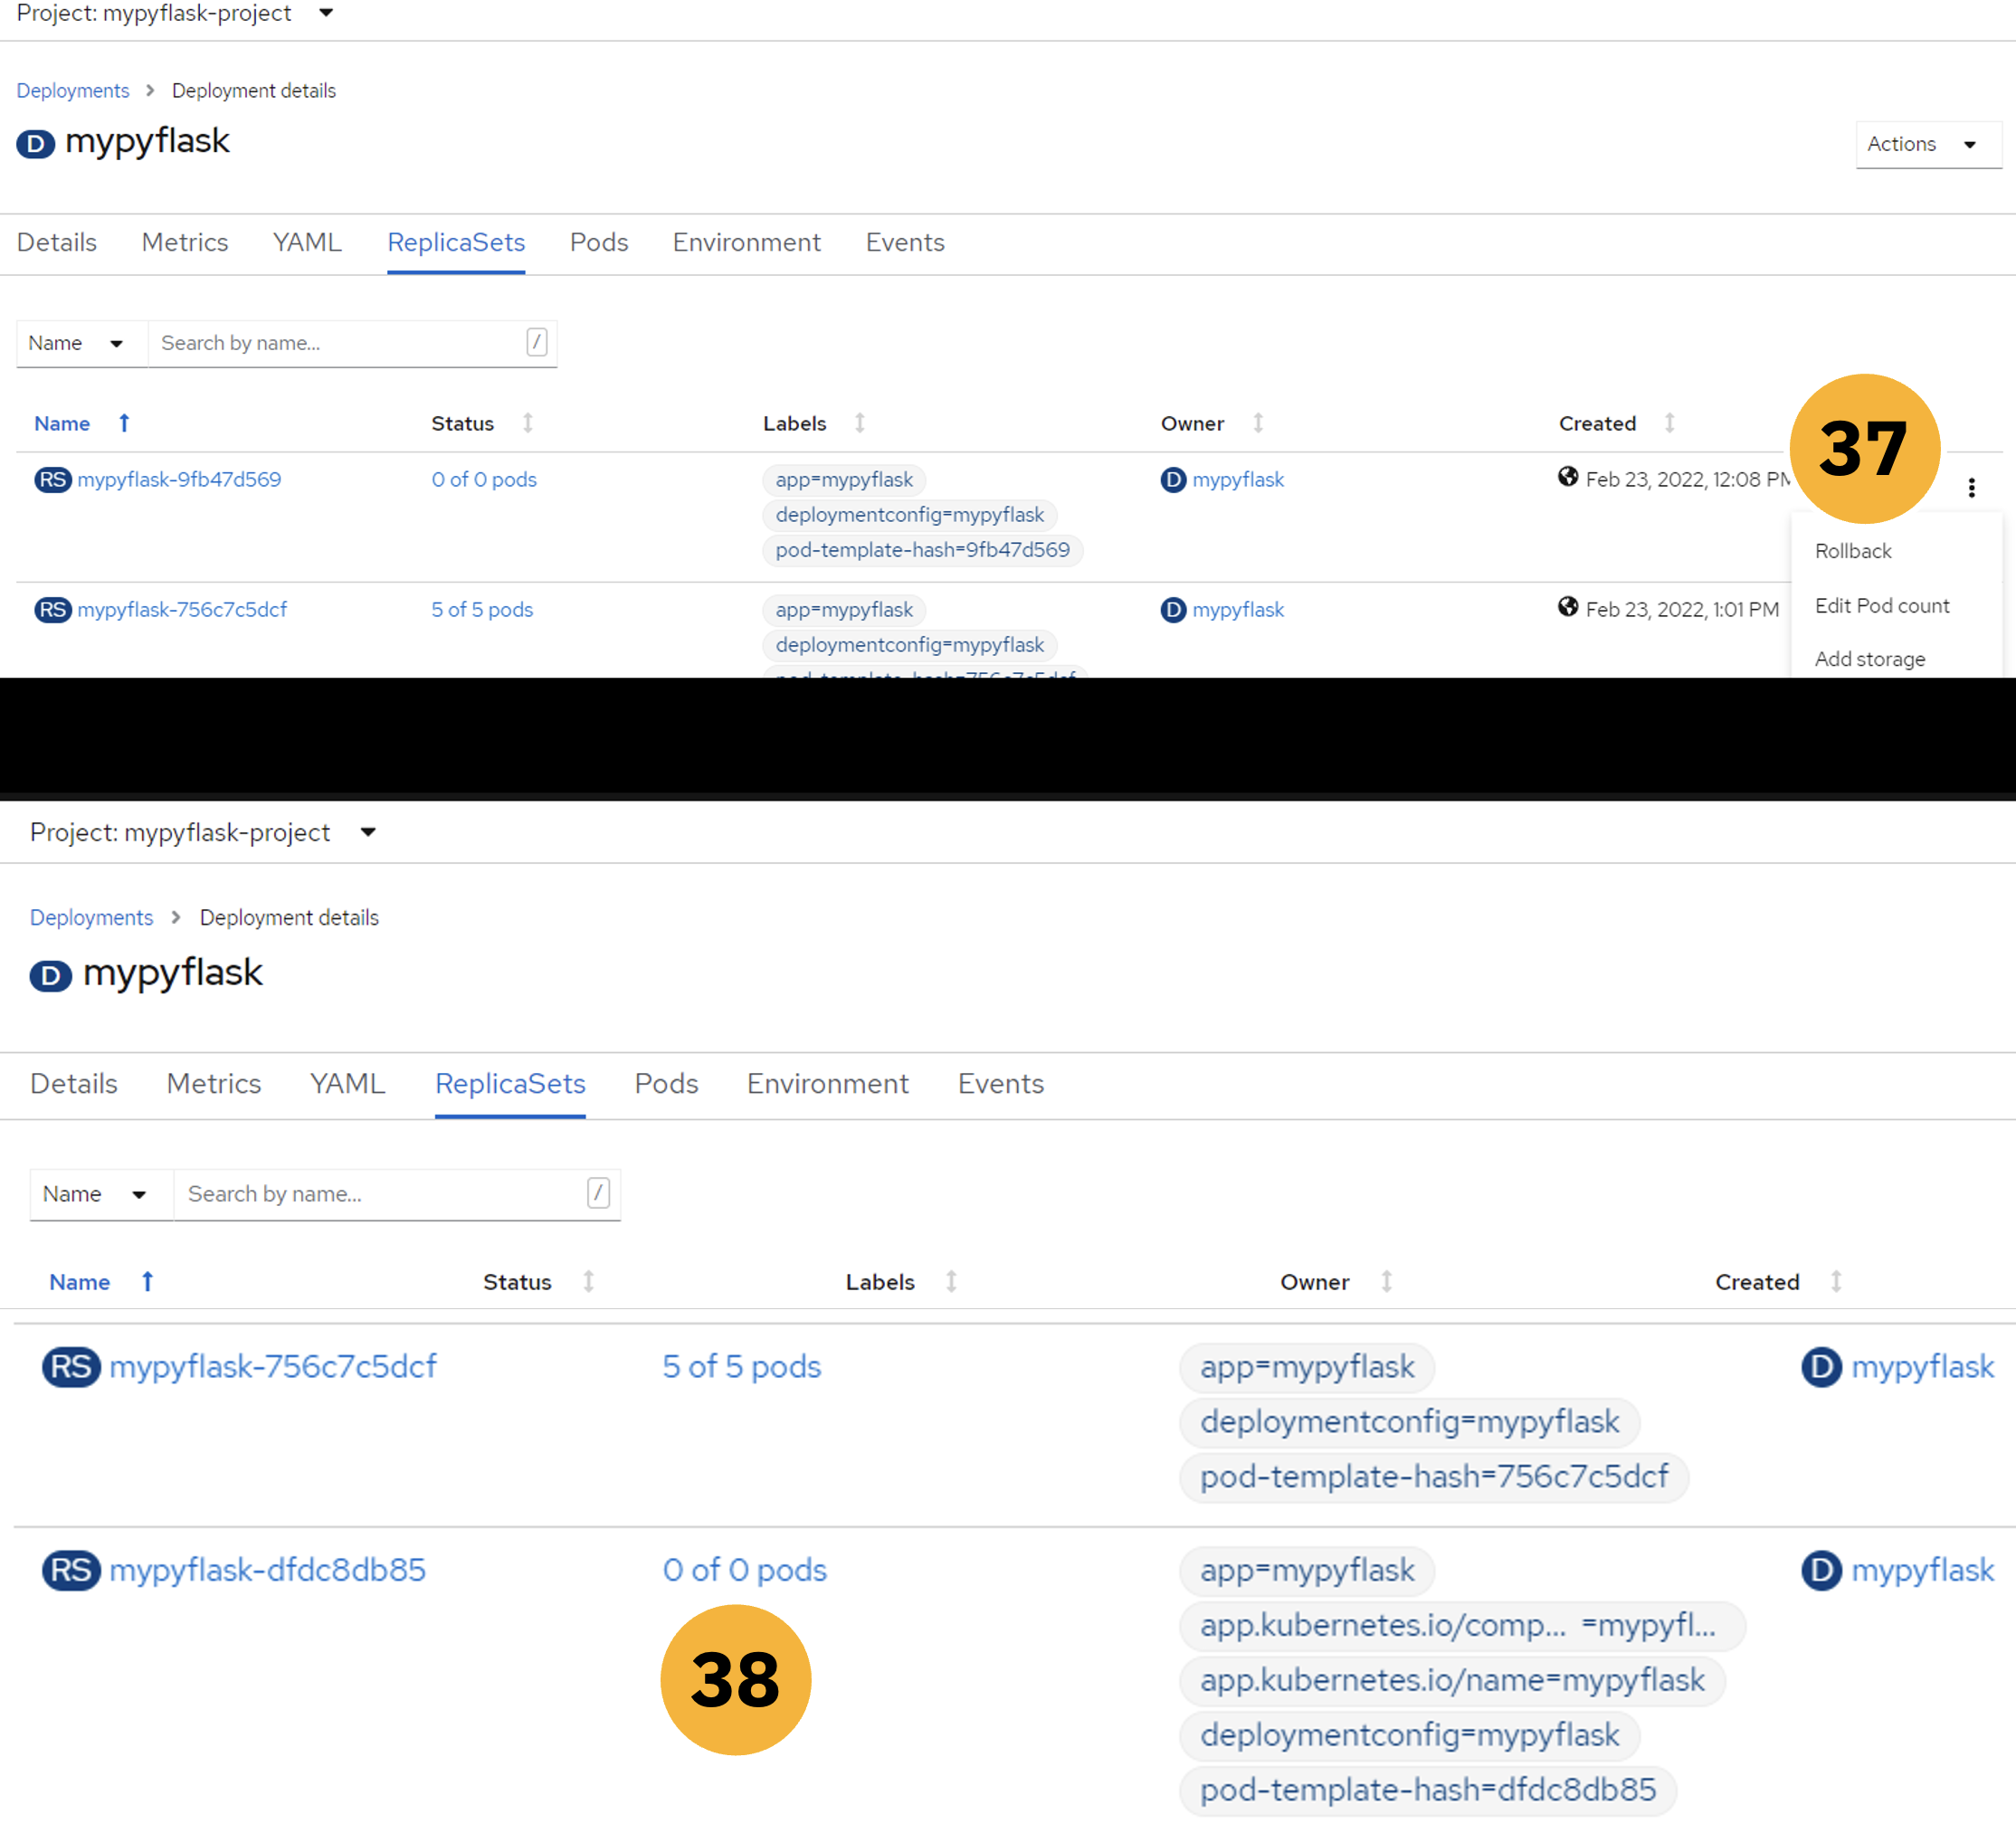 Project: mypyflask-project
Deployments > Deployment details
D mypyflask
Actions
Details Metrics YAML ReplicaSets Pods Environment Events
Name Search by name... /
Name Status Labels Owner Created
37
RS mypyflask-9fb47d569 0 of 0 pods app=mypyflask D mypyflask Feb 23, 2022, 12:08 PM
deploymentconfig=mypyflask
pod-template-hash=9fb47d569
Rollback
RS mypyflask-756c7c5dcf 5 of 5 pods app=mypyflask D mypyflask Feb 23, 2022, 1:01 PM
Edit Pod count
deploymentconfig=mypyflask
Add storage
pod-template-hash=756c7c5dcf
Project: mypyflask-project
Deployments > Deployment details
D mypyflask
Details Metrics YAML ReplicaSets Pods Environment Events
Name Search by name... /
Name Status Labels Owner Created
RS mypyflask-756c7c5dcf 5 of 5 pods app=mypyflask D mypyflask
deploymentconfig=mypyflask
pod-template-hash=756c7c5dcf
RS mypyflask-dfdc8db85 0 of 0 pods app=mypyflask D mypyflask
app.kubernetes.io/comp... =mypyfl...
38
app.kubernetes.io/name=mypyflask
deploymentconfig=mypyflask
pod-template-hash=dfdc8db85